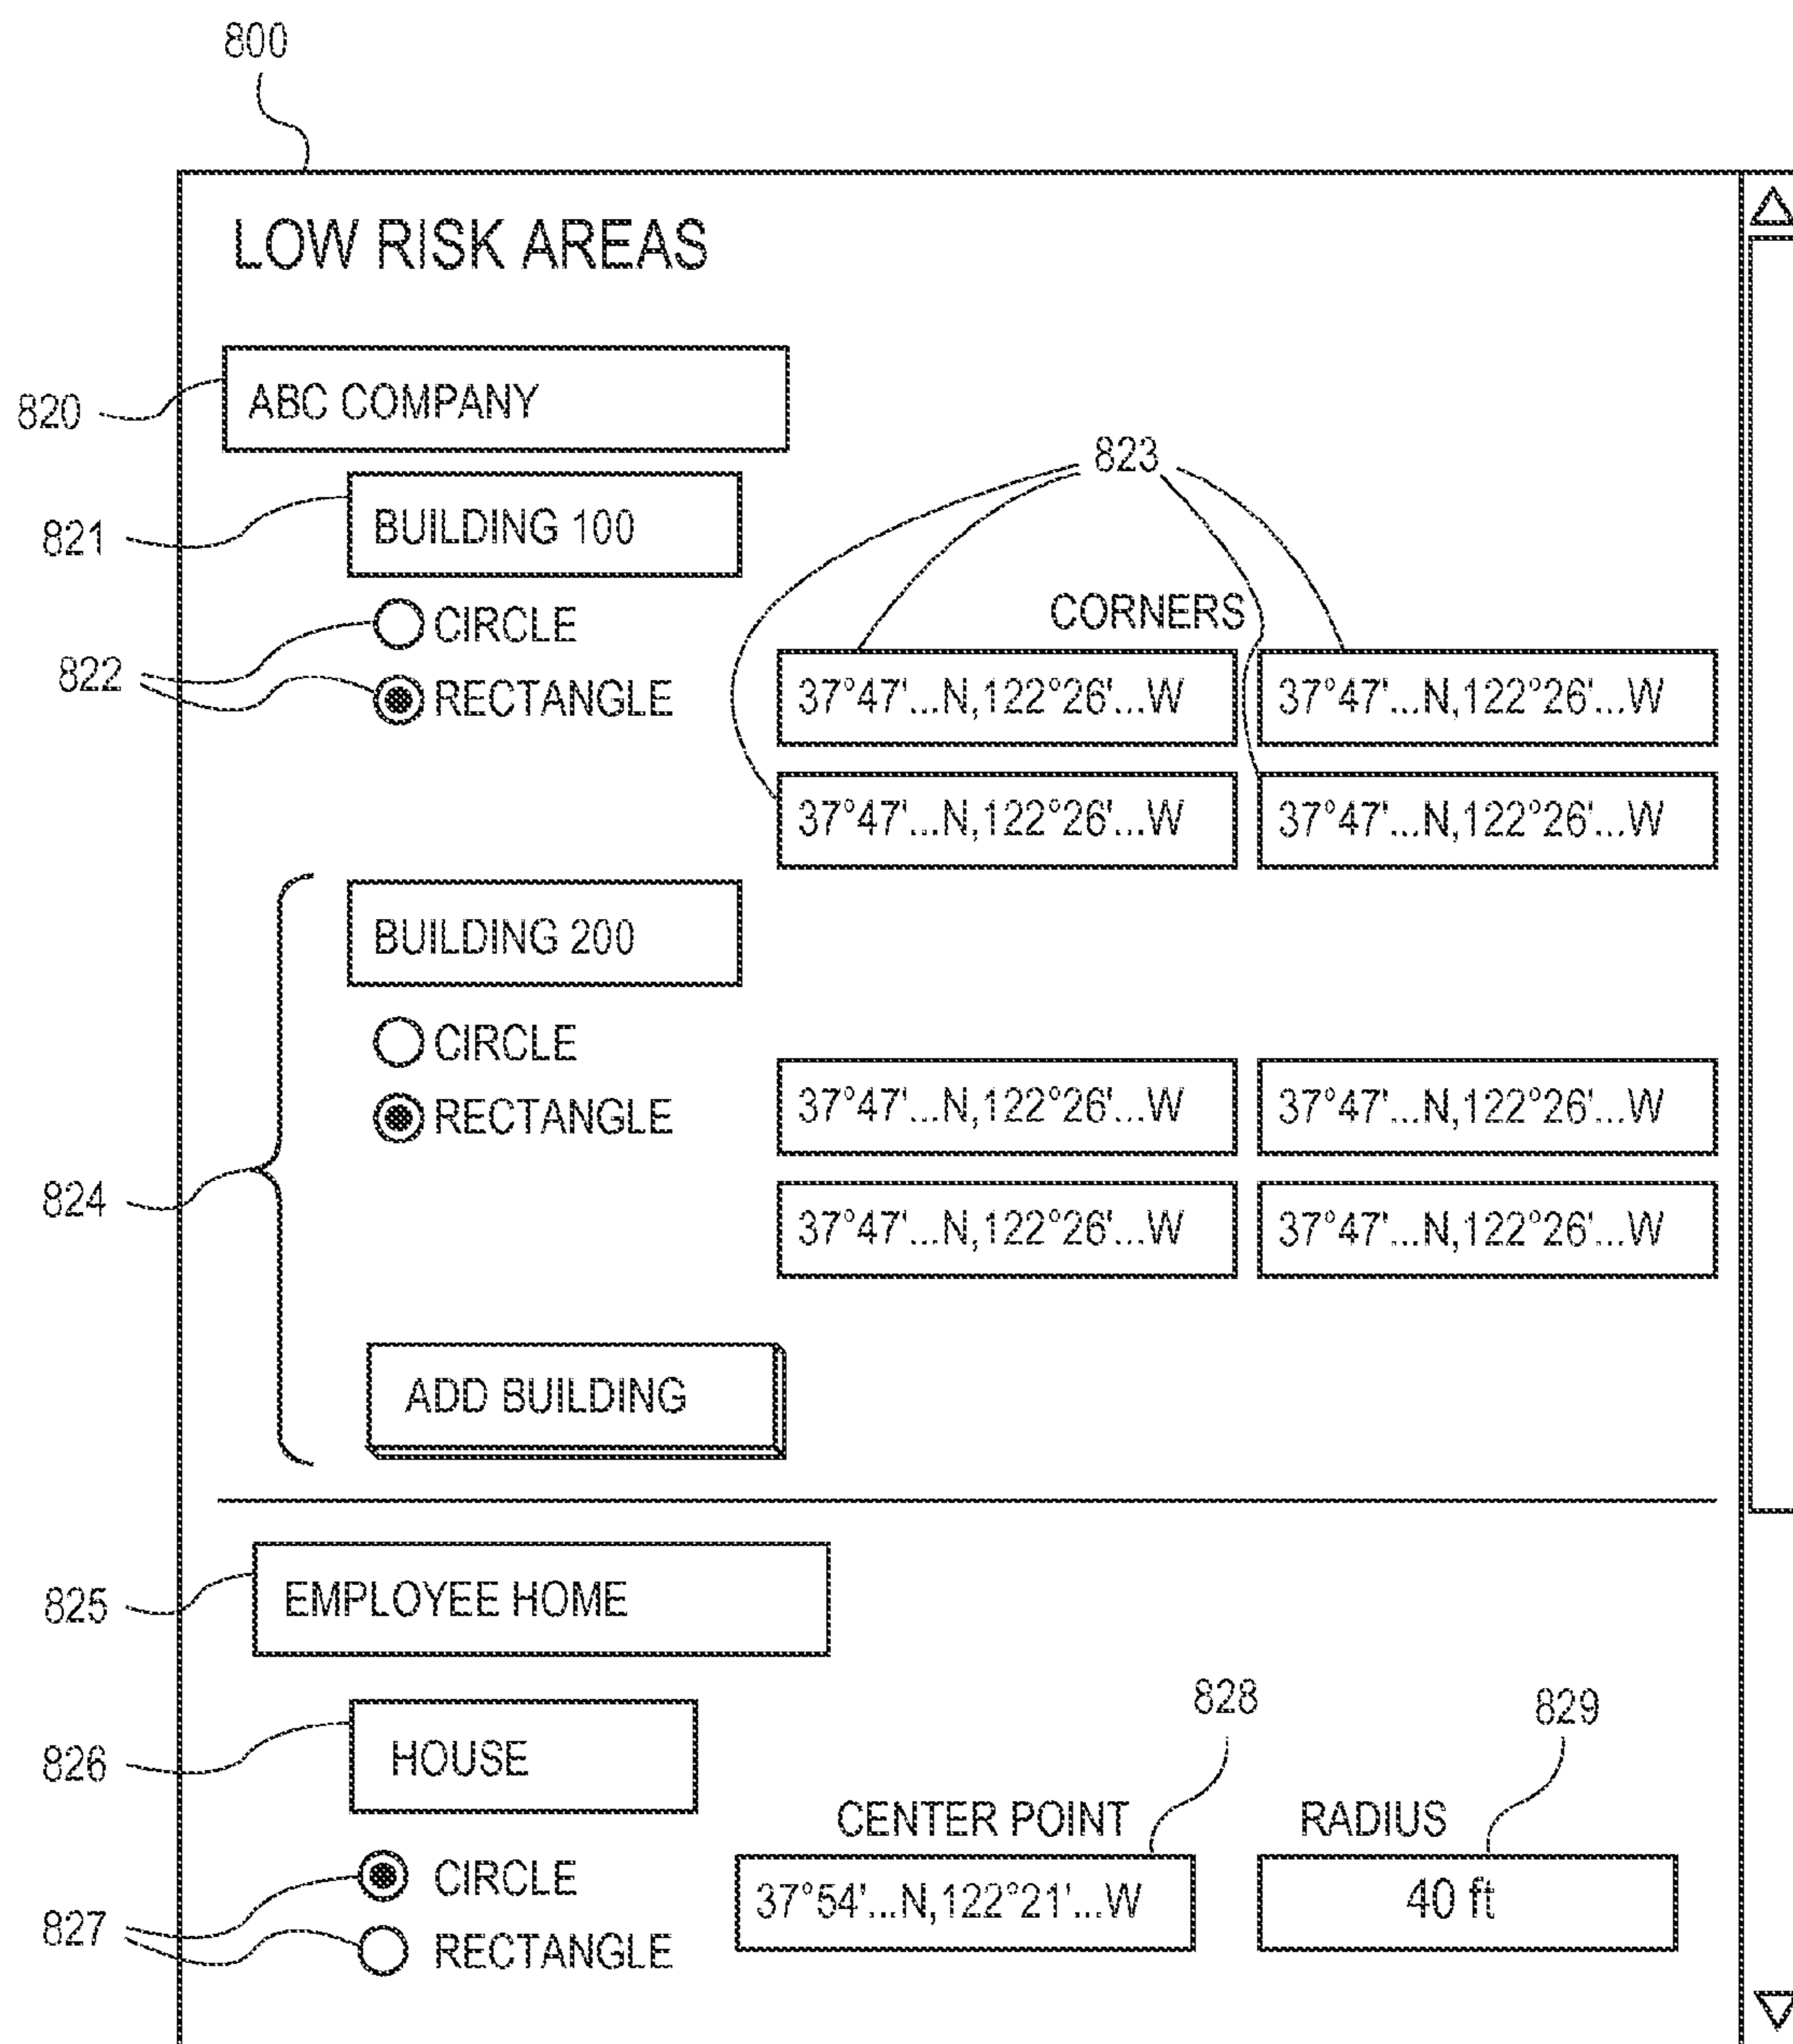 800
LOW RISK AREAS
820
ABC COMPANY
823
821
BUILDING 100
CIRCLE
CORNERS
822
RECTANGLE
37°47'...N,122°26'...W
37°47'...N,122°26'...W
37°47'...N,122°26'...W
37°47'...N,122°26'...W
BUILDING 200
CIRCLE
RECTANGLE
37°47'...N,122°26'...W
37°47'...N,122°26'...W
824
37°47'...N,122°26'...W
37°47'...N,122°26'...W
ADD BUILDING
825
EMPLOYEE HOME
828
829
826
HOUSE
CENTER POINT
RADIUS
CIRCLE
37°54'...N,122°21'...W
40 ft
827
RECTANGLE